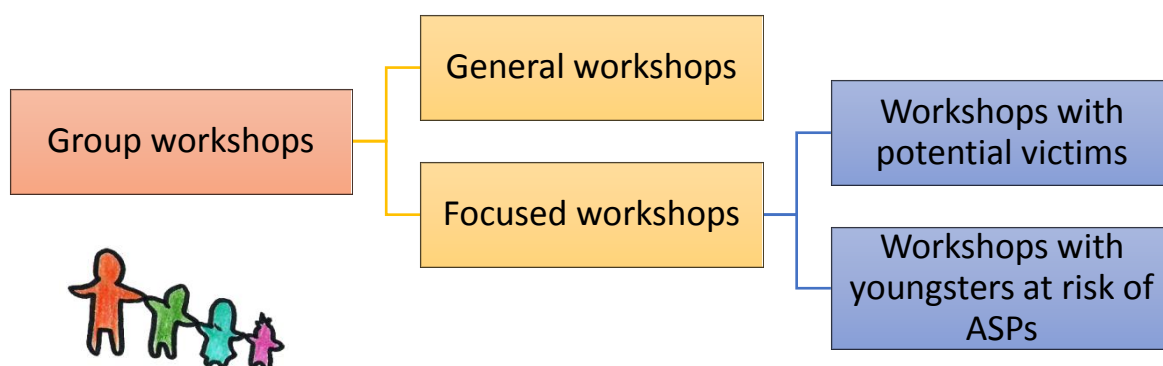 Group workshops
General workshops
Focused workshops
Workshops with
potential victims
Workshops with
youngsters at risk of
ASPs